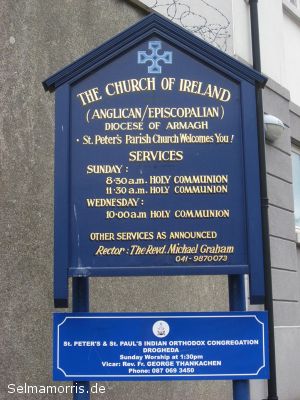 THE CHURCH OF IRELAND
(ANGLICAN/EPISCOPALIAN)
DIOCESE OF ARMAGH
· St. Peter's Parish Church Welcomes You!
SERVICES
SUNDAY:
8·30a.m HOLY COMMUNION
11·30a.m. HOLY COMMUNION
WEDNESDAY:
10·00a.m HOLY COMMUNION
OTHER SERVICES AS ANNOUNCED
Rector: The Revd. Michael Graham
041-9870073
St. PETER'S & St. PAUL'S INDIAN ORTHODOX CONGREGATION
DROGHEDA
Sunday Worship at 1:30pm
Vicar: Rev. Fr. GEORGE THANKACHEN
Phone: 087 069 3450
Selmamorris.de